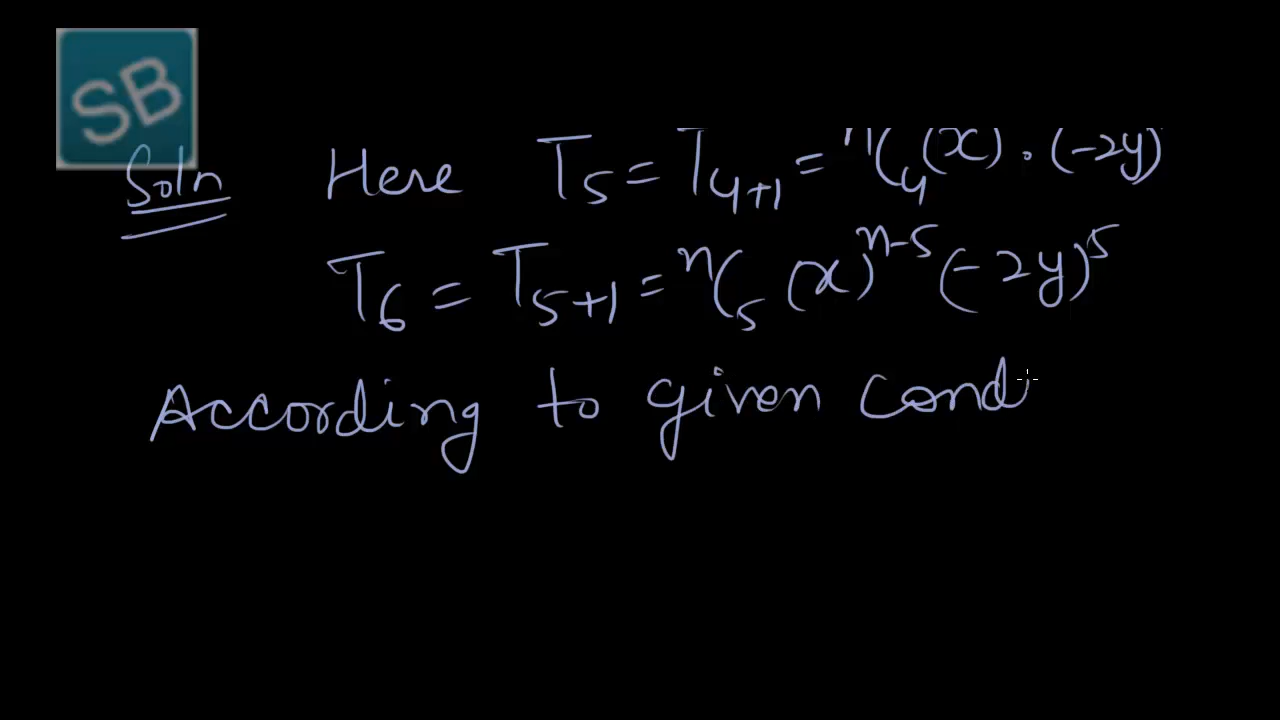 SB
Soln Here T₅ = T₄₊₁ = ⁿC₄ (x) . (-2y)
T₆ = T₅₊₁ = ⁿC₅ (x)ⁿ⁻⁵ (-2y)⁵
According to given cond